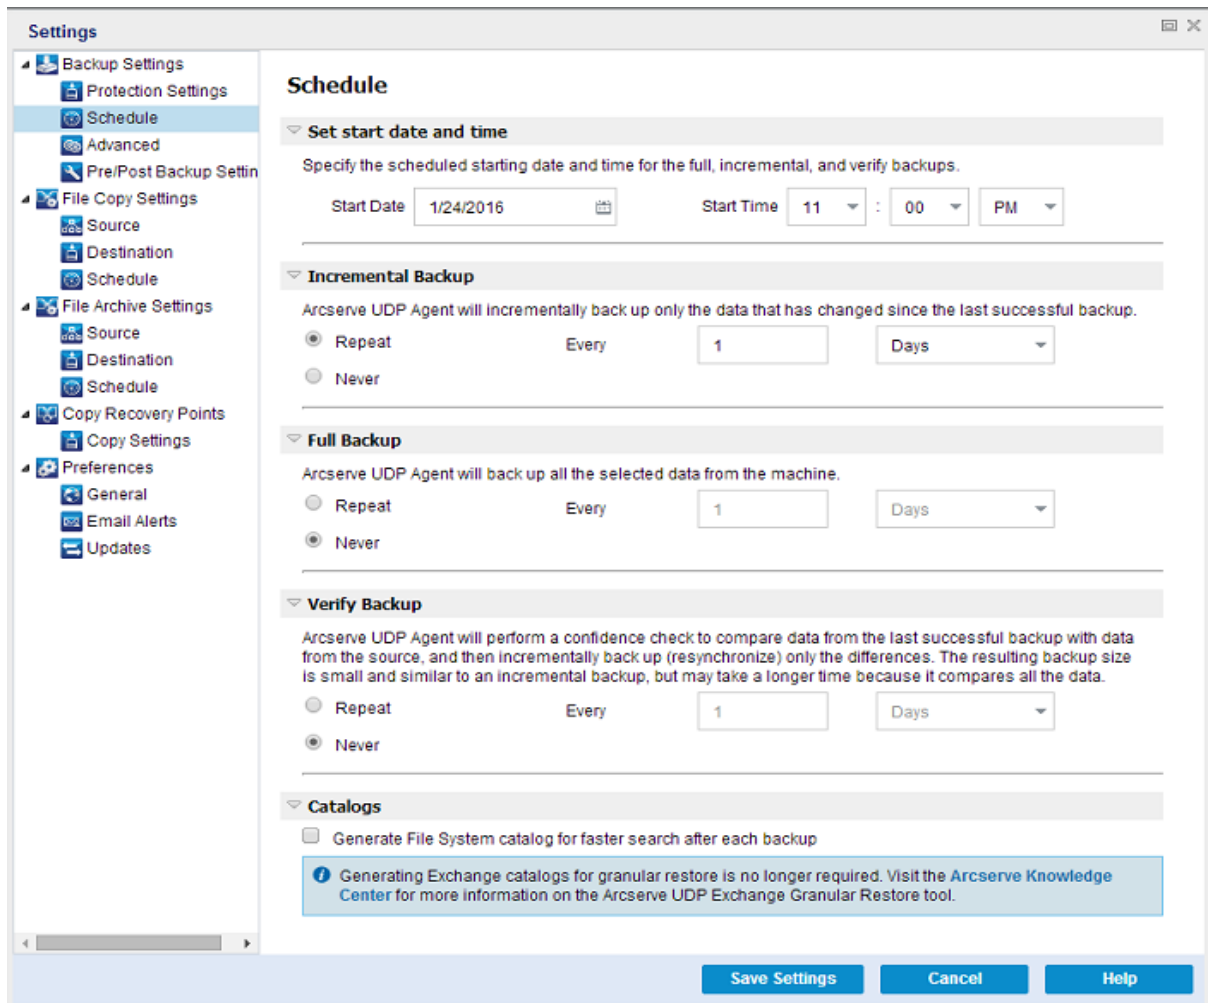 Settings
Backup Settings
Protection Settings
Schedule
Advanced
Pre/Post Backup Settin
File Copy Settings
Source
Destination
Schedule
File Archive Settings
Source
Destination
Schedule
Copy Recovery Points
Copy Settings
Preferences
General
Email Alerts
Updates
Schedule
Set start date and time
Specify the scheduled starting date and time for the full, incremental, and verify backups.
Start Date 1/24/2016 Start Time 11 : 00 PM
Incremental Backup
Arcserve UDP Agent will incrementally back up only the data that has changed since the last successful backup.
Repeat Every 1 Days
Never
Full Backup
Arcserve UDP Agent will back up all the selected data from the machine.
Repeat Every 1 Days
Never
Verify Backup
Arcserve UDP Agent will perform a confidence check to compare data from the last successful backup with data
from the source, and then incrementally back up (resynchronize) only the differences. The resulting backup size
is small and similar to an incremental backup, but may take a longer time because it compares all the data.
Repeat Every 1 Days
Never
Catalogs
Generate File System catalog for faster search after each backup
Generating Exchange catalogs for granular restore is no longer required. Visit the Arcserve Knowledge
Center for more information on the Arcserve UDP Exchange Granular Restore tool.
Save Settings Cancel Help